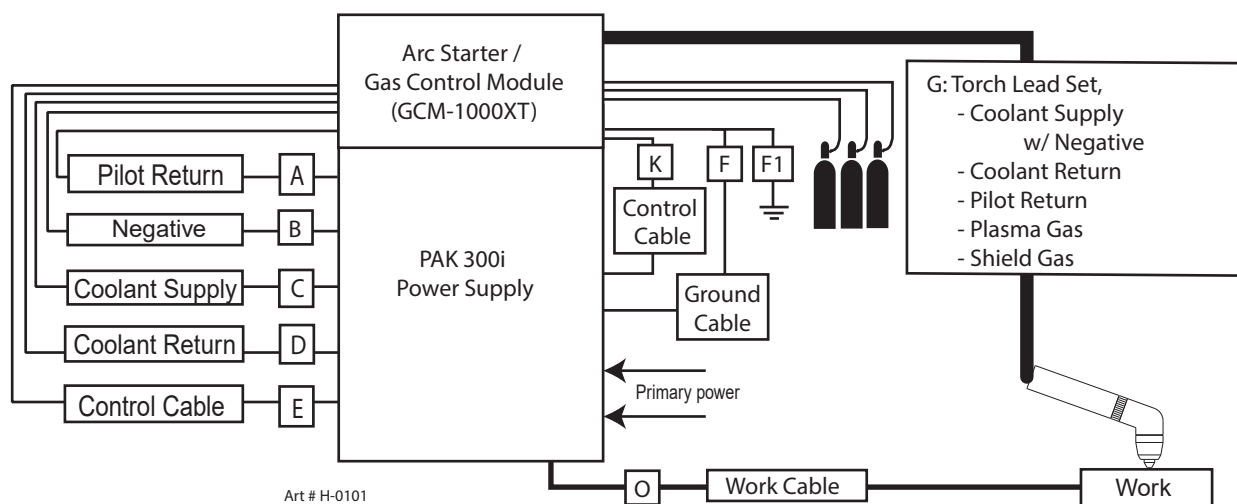 Arc Starter /
Gas Control Module
(GCM-1000XT)
G: Torch Lead Set,
- Coolant Supply
w/ Negative
- Coolant Return
- Pilot Return
- Plasma Gas
- Shield Gas
Pilot Return
A
Negative
B
Coolant Supply
C
Coolant Return
D
Control Cable
E
PAK 300i
Power Supply
K
F
F1
Control
Cable
Ground
Cable
Primary power
O
Work Cable
Work
Art # H-0101